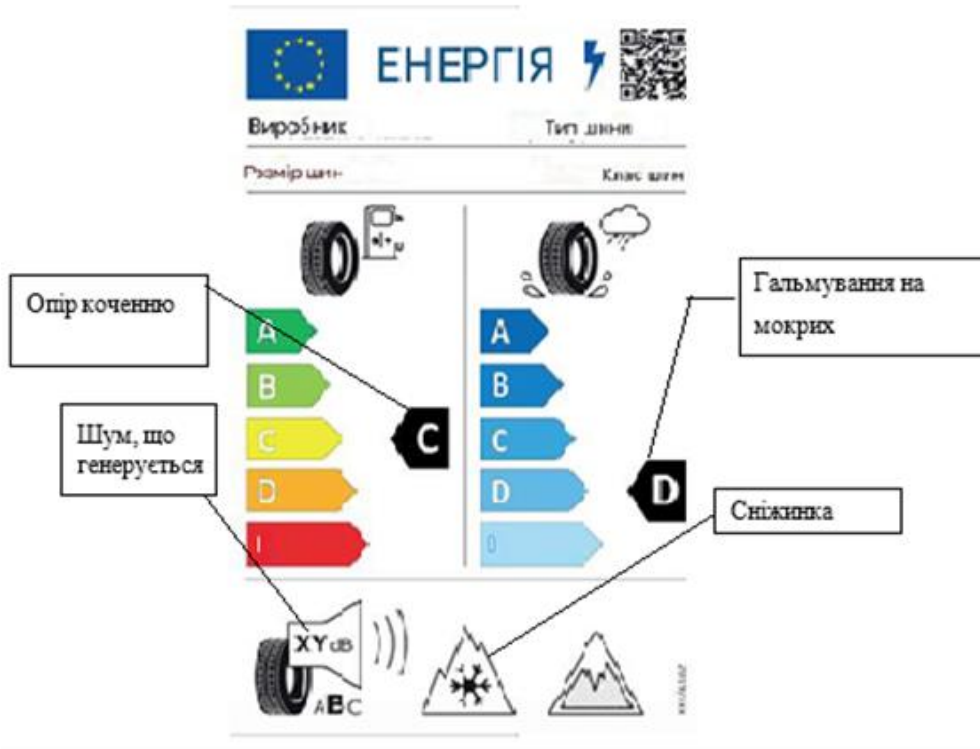 ЕНЕРГІЯ
Виробник Тип шини
Розмір шин Клас шин
Опір коченню
Гальмування на
мокрих
A A
B B
C C
C
D D
D
Шум, що
генерується
Сніжинка
XY dB
ABC